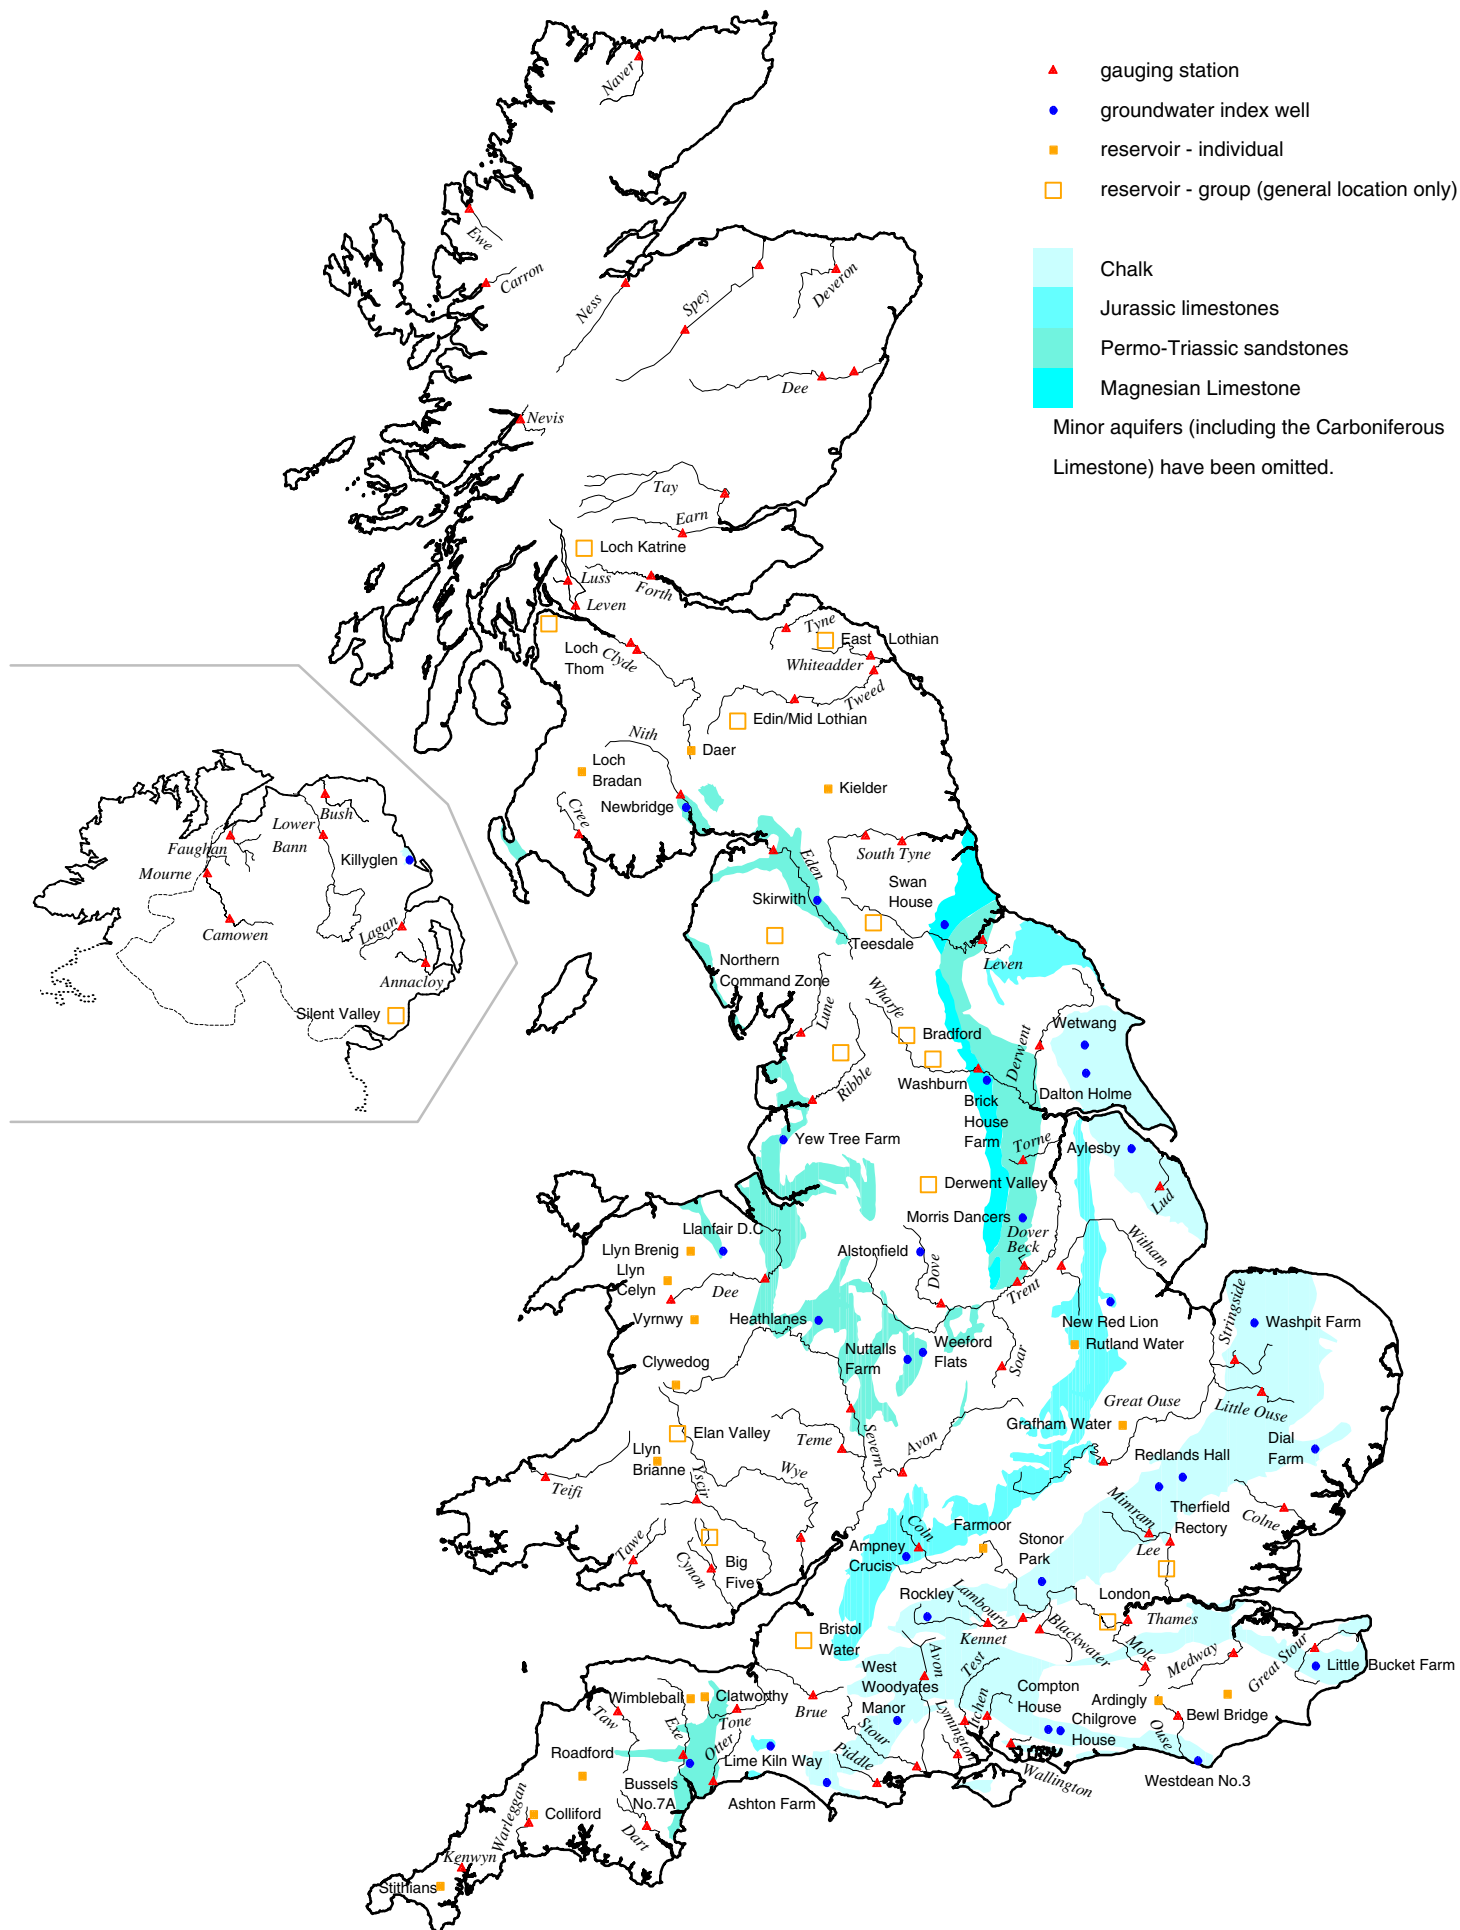 gauging station
groundwater index well
reservoir - individual
reservoir - group (general location only)
Chalk
Jurassic limestones
Permo-Triassic sandstones
Magnesian Limestone
Minor aquifers (including the Carboniferous
Limestone) have been omitted.
Naver
Ewe
Carron
Ness
Spey
Deveron
Dee
Nevis
Tay
Earn
Loch Katrine
Luss
Forth
Leven
Loch
Thom
Clyde
Tyne
East Lothian
Whiteadder
Tweed
Edin/Mid Lothian
Nith
Daer
Loch
Bradan
Kielder
Newbridge
Cree
Bush
Lower
Bann
Faughan
Killyglen
Mourne
Camowen
Lagan
Annacloy
Silent Valley
South Tyne
Eden
Swan
House
Skirwith
Teesdale
Northern
Command Zone
Leven
Lune
Wharfe
Bradford
Wetwang
Derwent
Washburn
Ribble
Dalton Holme
Brick
House
Farm
Yew Tree Farm
Torne
Aylesby
Derwent Valley
Lud
Morris Dancers
Llanfair D.C
Dover
Beck
Witham
Llyn Brenig
Alstonfield
Llyn
Celyn
Dee
Dove
Trent
Stringside
Vyrnwy
Heathlanes
New Red Lion
Washpit Farm
Nuttalls
Farm
Weeford
Flats
Rutland Water
Soar
Clywedog
Great Ouse
Little Ouse
Grafham Water
Elan Valley
Teme
Severn
Avon
Dial
Farm
Llyn
Brianne
Redlands Hall
Yscir
Wye
Teifi
Mimram
Therfield
Rectory
Colne
Coln
Farmoor
Tawe
Ampney
Crucis
Stonor
Park
Lee
Cynon
Big
Five
Rockley
Lambourn
London
Thames
Bristol
Water
Kennet
Blackwater
Mole
Medway
Great Stour
Avon
Test
West
Woodyates
Manor
Little Bucket Farm
Compton
House
Ardingly
Itchen
Wimbleball
Clatworthy
Chilgrove
House
Bewl Bridge
Taw
Exe
Tone
Brue
Stour
Lymington
Ouse
Otter
Roadford
Lime Kiln Way
Piddle
Wallington
Westdean No.3
Bussels
No.7A
Ashton Farm
Warleggan
Colliford
Dart
Kenwyn
Stithians